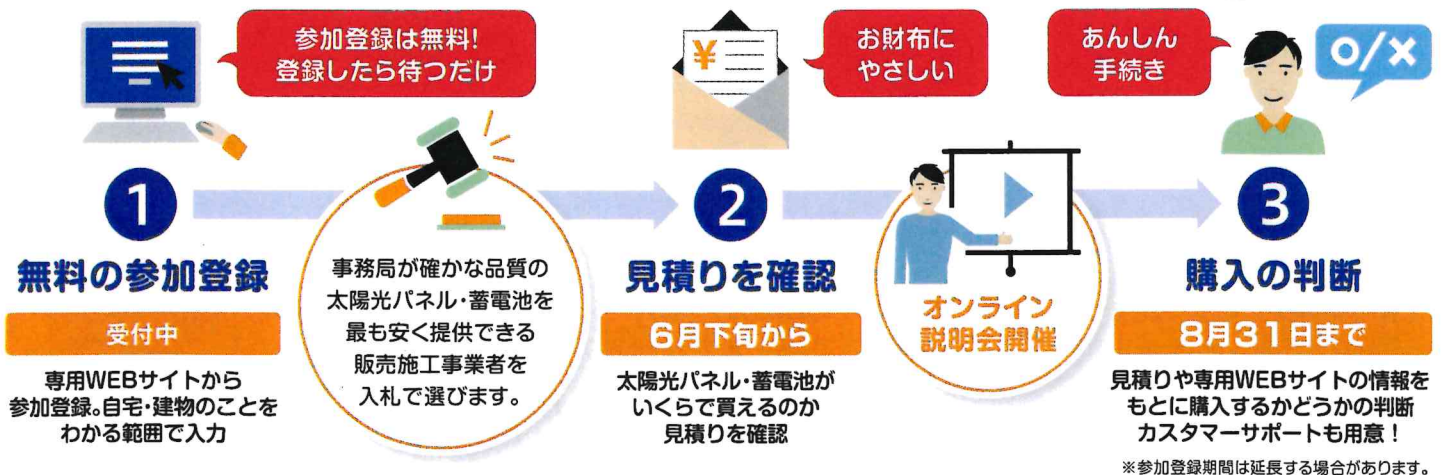 参加登録は無料!
登録したら待つだけ
¥
お財布に
やさしい
あんしん
手続き
O/×
1
無料の参加登録
受付中
専用WEBサイトから
参加登録。自宅・建物のことを
わかる範囲で入力
事務局が確かな品質の
太陽光パネル・蓄電池を
最も安く提供できる
販売施工事業者を
入札で選びます。
2
見積りを確認
6月下旬から
太陽光パネル・蓄電池が
いくらで買えるのか
見積りを確認
オンライン
説明会開催
3
購入の判断
8月31日まで
見積りや専用WEBサイトの情報を
もとに購入するかどうかの判断
カスタマーサポートも用意!
※参加登録期間は延長する場合があります。